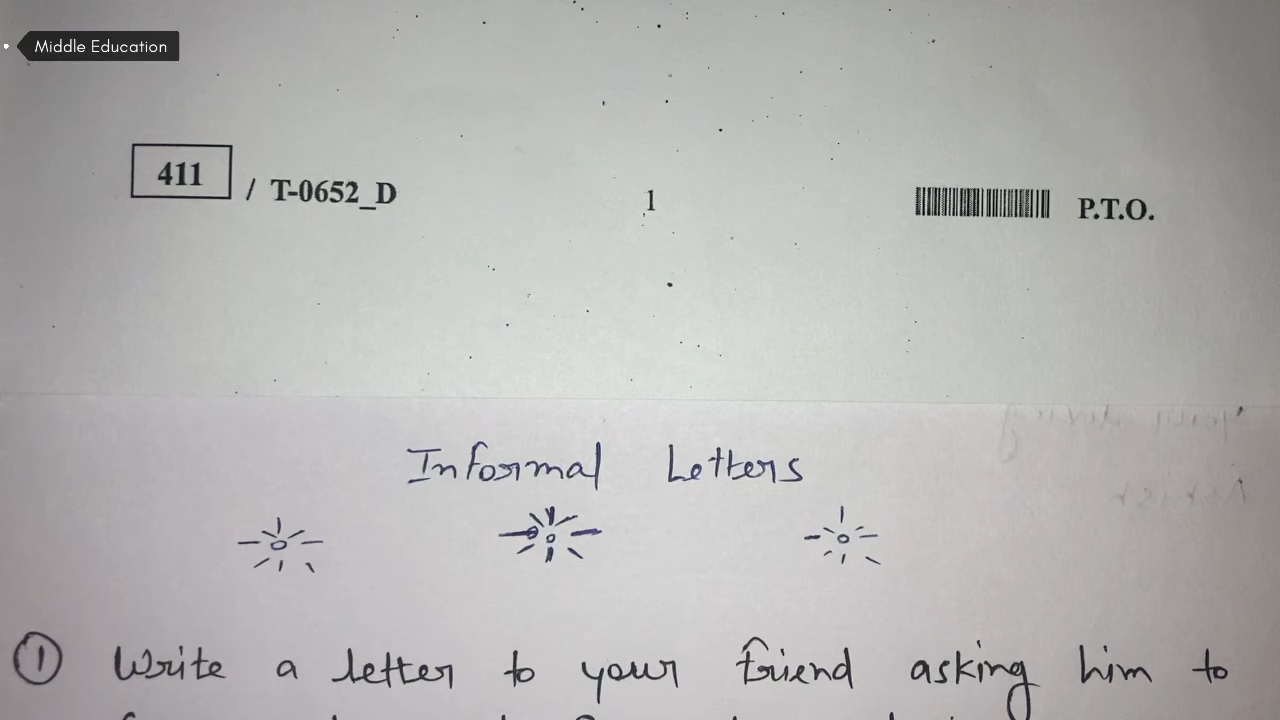 Middle Education
411 / T-0652_D 1 P.T.O.
Informal Letters
① Write a letter to your friend asking him to